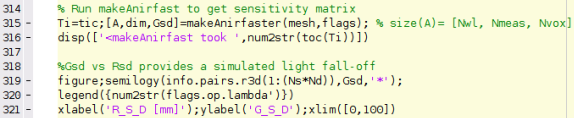 314 % Run makeAnirfast to get sensitivity matrix
315 - Ti=tic;[A,dim,Gsd]=makeAnirfaster(mesh,flags); % size(A)= [Nwl, Nmeas, Nvox]
316 - disp(['<makeAnirfast took ',num2str(toc(Ti))])
317
318 %Gsd vs Rsd provides a simulated light fall-off
319 - figure;semilogy(info.pairs.r3d(1:(Ns*Nd)),Gsd,'*');
320 - legend({num2str(flags.op.lambda')})
321 - xlabel('R_S_D [mm]');ylabel('G_S_D');xlim([0,100])